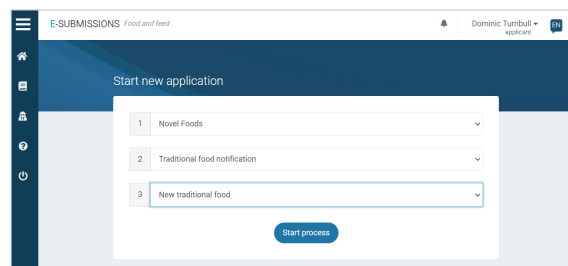 E-SUBMISSIONS Food and feed
Dominic Turnbull
applicant
EN
Start new application
1 Novel Foods
2 Traditional food notification
3 New traditional food
Start process